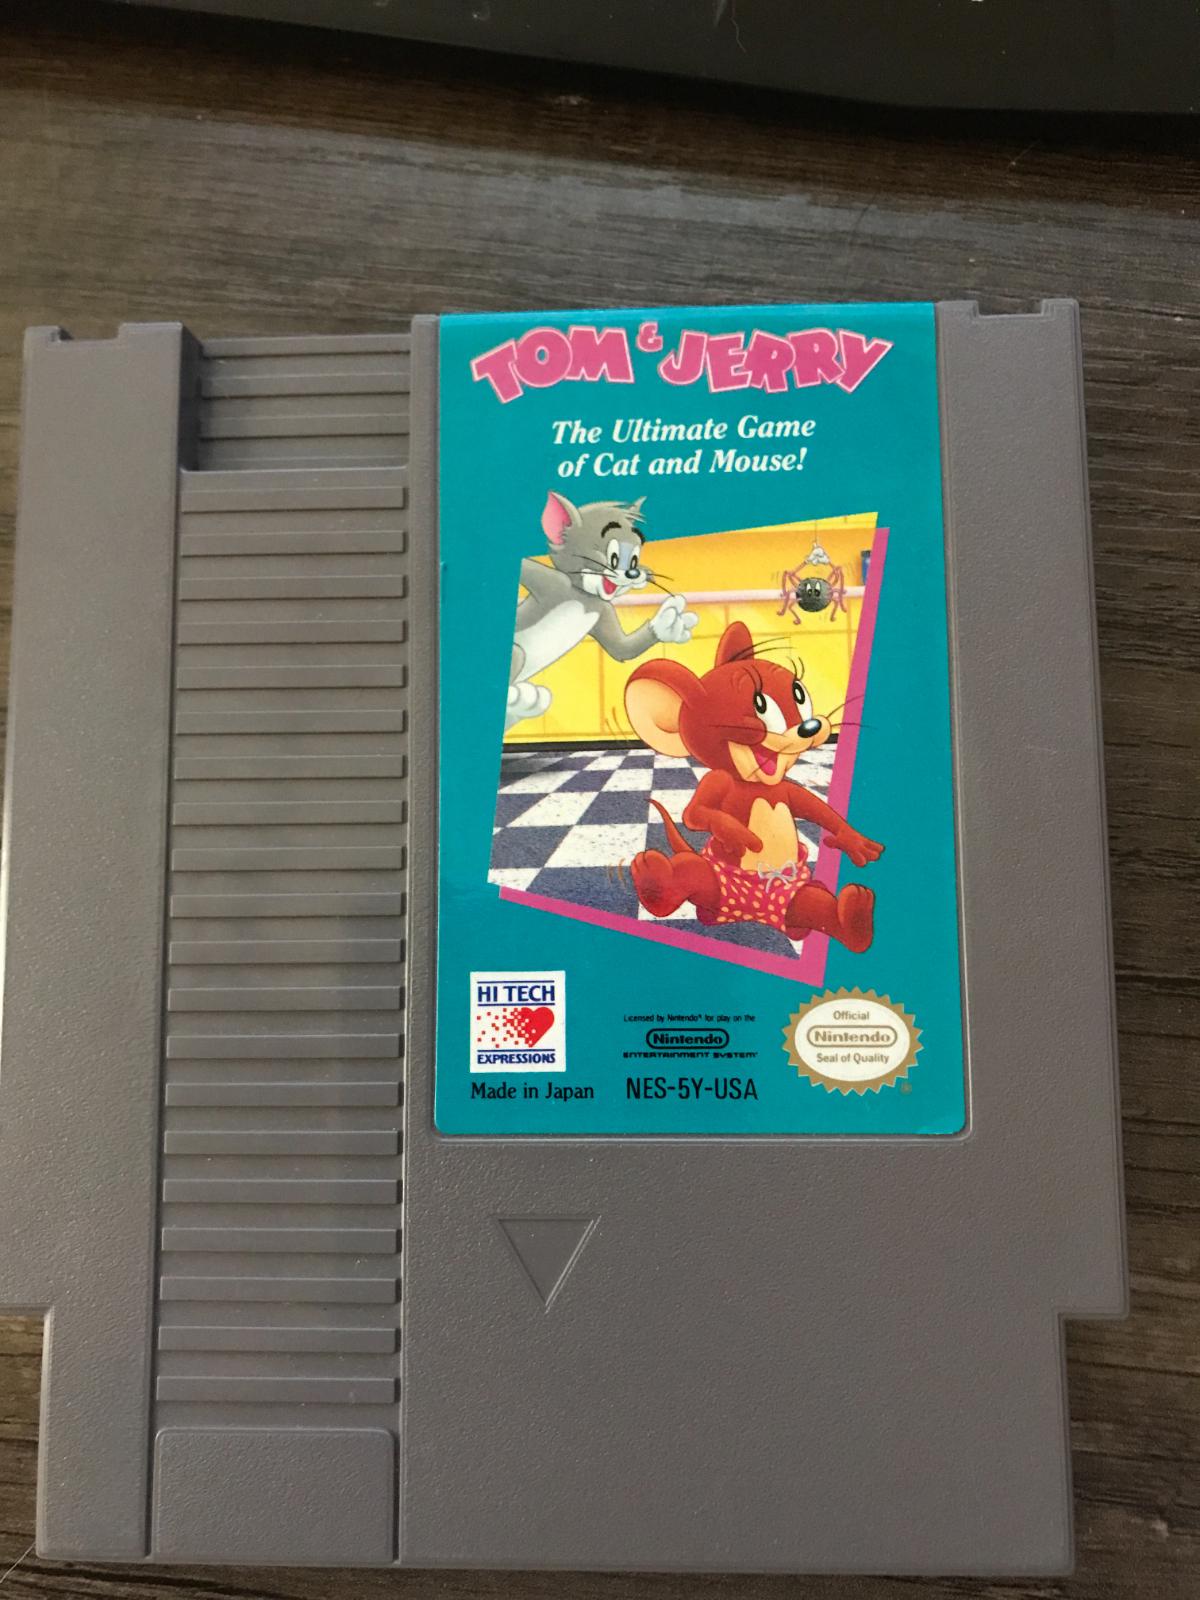 TOM & JERRY
The Ultimate Game
of Cat and Mouse!
HI TECH
EXPRESSIONS
Made in Japan
Licensed by Nintendo® for play on the
Nintendo
ENTERTAINMENT SYSTEM®
NES-5Y-USA
Official
Nintendo
Seal of Quality
®